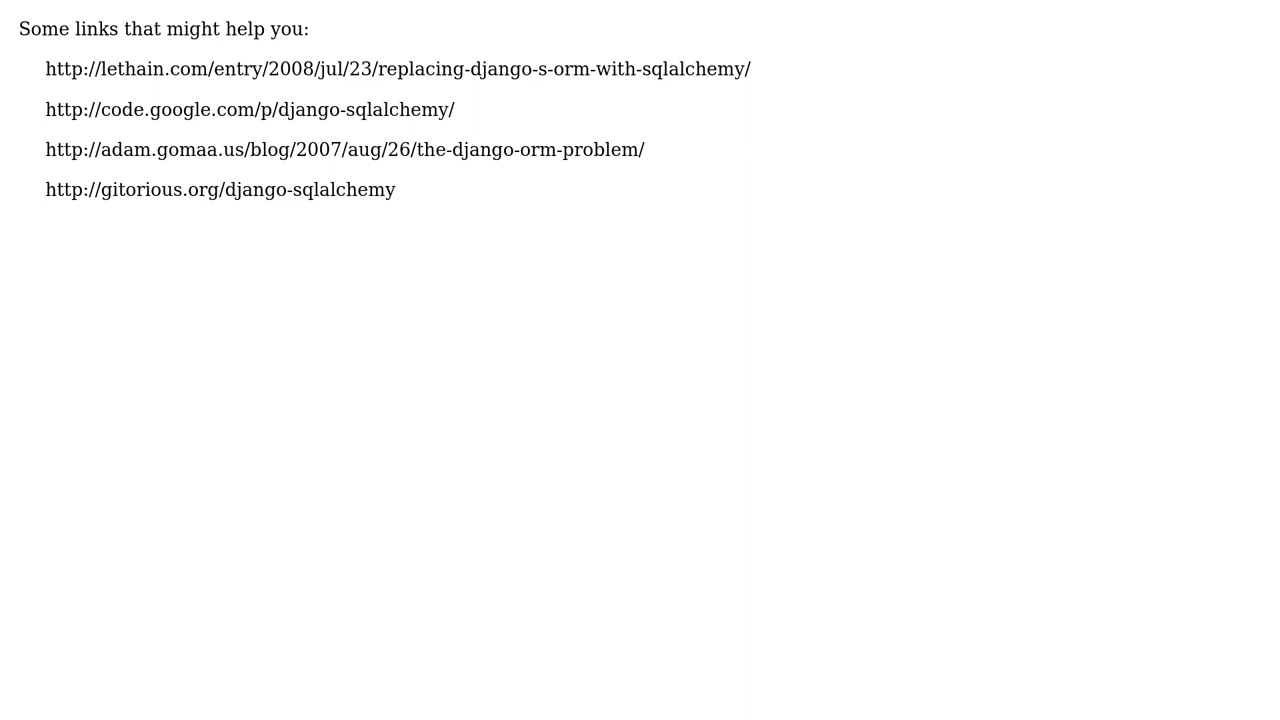 Some links that might help you:
http://lethain.com/entry/2008/jul/23/replacing-django-s-orm-with-sqlalchemy/
http://code.google.com/p/django-sqlalchemy/
http://adam.gomaa.us/blog/2007/aug/26/the-django-orm-problem/
http://gitorious.org/django-sqlalchemy